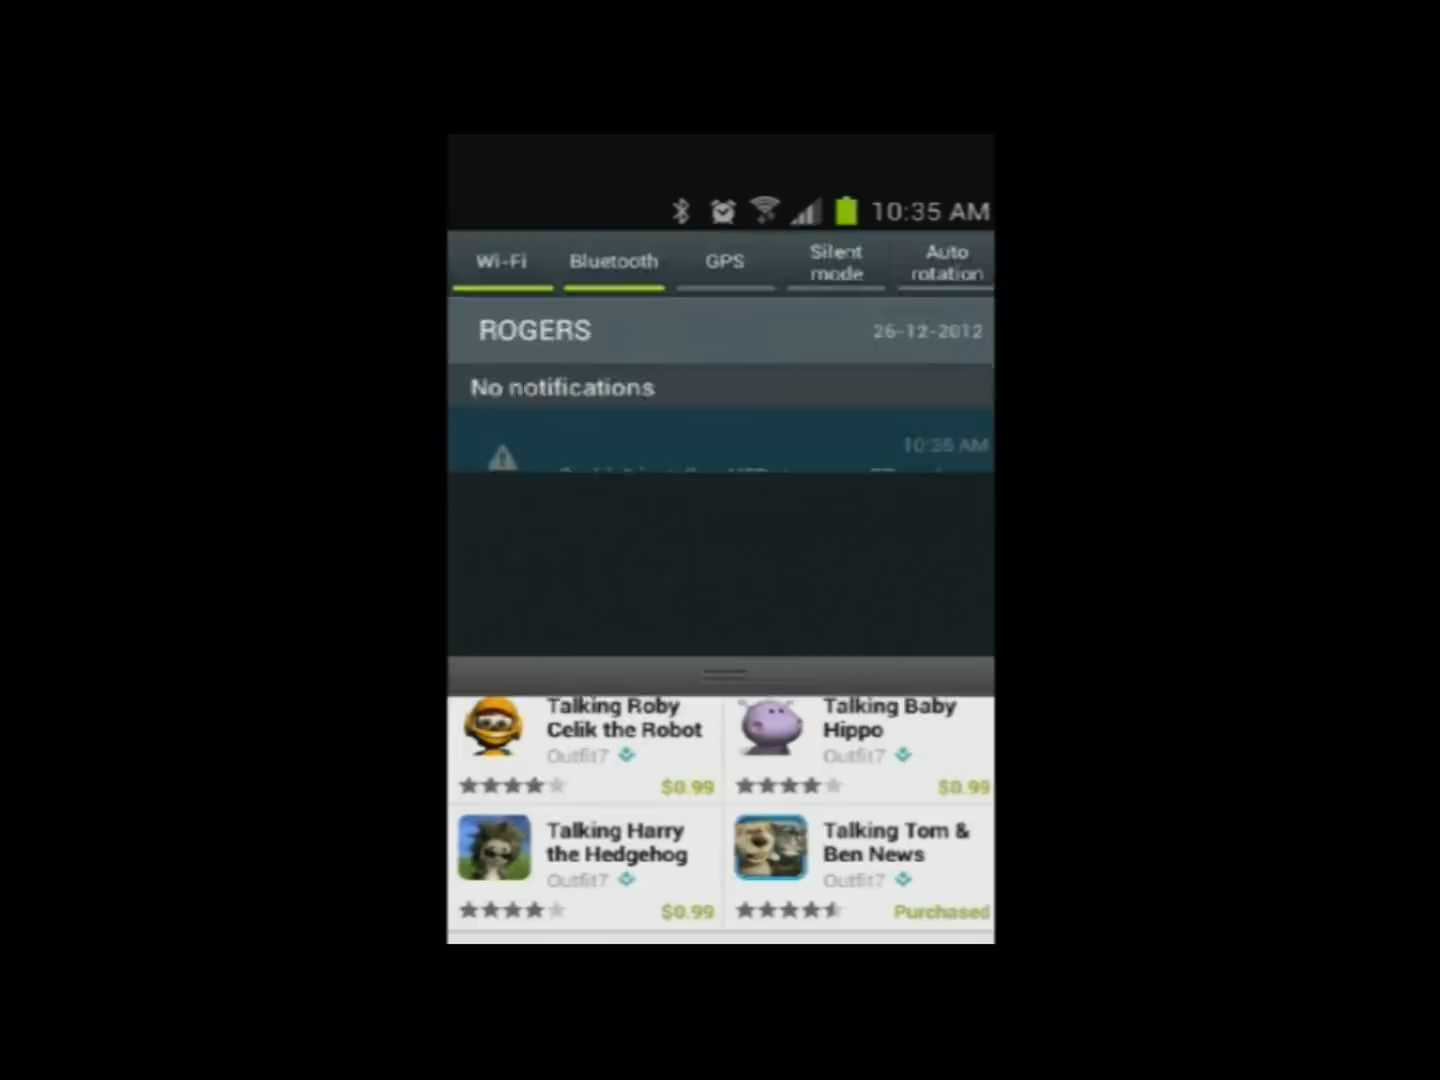 10:35 AM
Wi-Fi
Bluetooth
GPS
Silent
mode
Auto
rotation
ROGERS
26-12-2012
No notifications
10:35 AM
Talking Roby
Celik the Robot
Outfit7
$0.99
Talking Baby
Hippo
Outfit7
$0.99
Talking Harry
the Hedgehog
Outfit7
$0.99
Talking Tom &
Ben News
Outfit7
Purchased